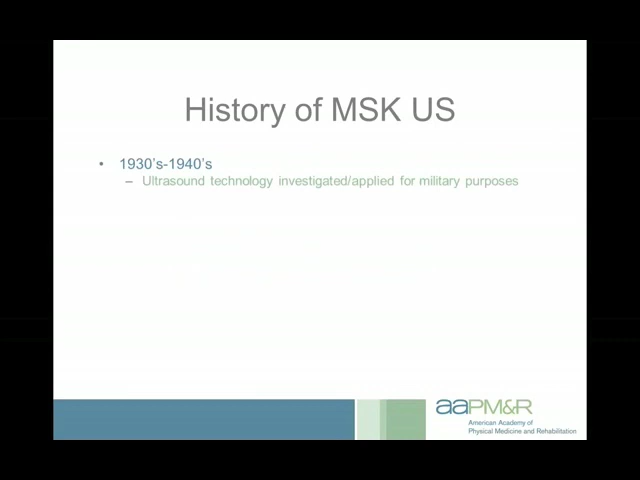 History of MSK US
• 1930's-1940's
– Ultrasound technology investigated/applied for military purposes
aaPM&R
American Academy of
Physical Medicine and Rehabilitation